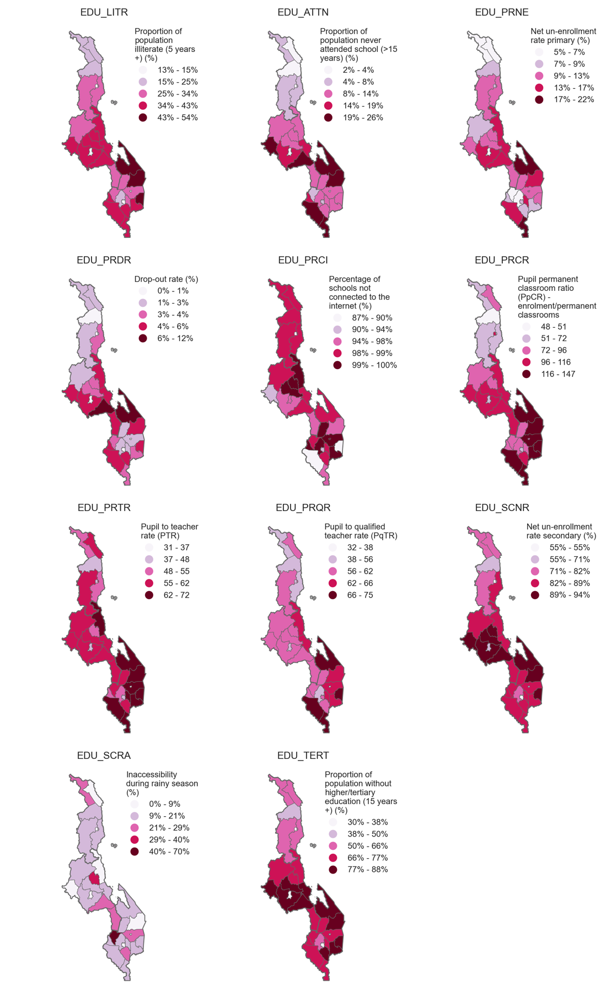 EDU_LITR
Proportion of
population
illiterate (5 years
+) (%)
13% - 15%
15% - 25%
25% - 34%
34% - 43%
43% - 54%
EDU_ATTN
Proportion of
population never
attended school (>15
years) (%)
2% - 4%
4% - 8%
8% - 14%
14% - 19%
19% - 26%
EDU_PRNE
Net un-enrollment
rate primary (%)
5% - 7%
7% - 9%
9% - 13%
13% - 17%
17% - 22%
EDU_PRDR
Drop-out rate (%)
0% - 1%
1% - 3%
3% - 4%
4% - 6%
6% - 12%
EDU_PRCI
Percentage of
schools not
connected to the
internet (%)
87% - 90%
90% - 94%
94% - 98%
98% - 99%
99% - 100%
EDU_PRCR
Pupil permanent
classroom ratio
(PpCR) -
enrolment/permanent
classrooms
48 - 51
51 - 72
72 - 96
96 - 116
116 - 147
EDU_PRTR
Pupil to teacher
rate (PTR)
31 - 37
37 - 48
48 - 55
55 - 62
62 - 72
EDU_PRQR
Pupil to qualified
teacher rate (PqTR)
32 - 38
38 - 56
56 - 62
62 - 66
66 - 75
EDU_SCNR
Net un-enrollment
rate secondary (%)
55% - 55%
55% - 71%
71% - 82%
82% - 89%
89% - 94%
EDU_SCRA
Inaccessibility
during rainy season
(%)
0% - 9%
9% - 21%
21% - 29%
29% - 40%
40% - 70%
EDU_TERT
Proportion of
population without
higher/tertiary
education (15 years
+) (%)
30% - 38%
38% - 50%
50% - 66%
66% - 77%
77% - 88%